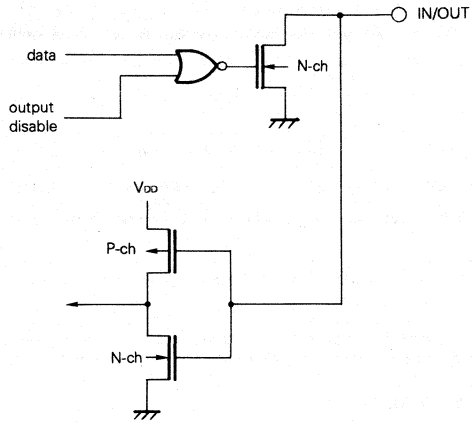 IN/OUT
data
N-ch
output
disable
VDD
P-ch
N-ch